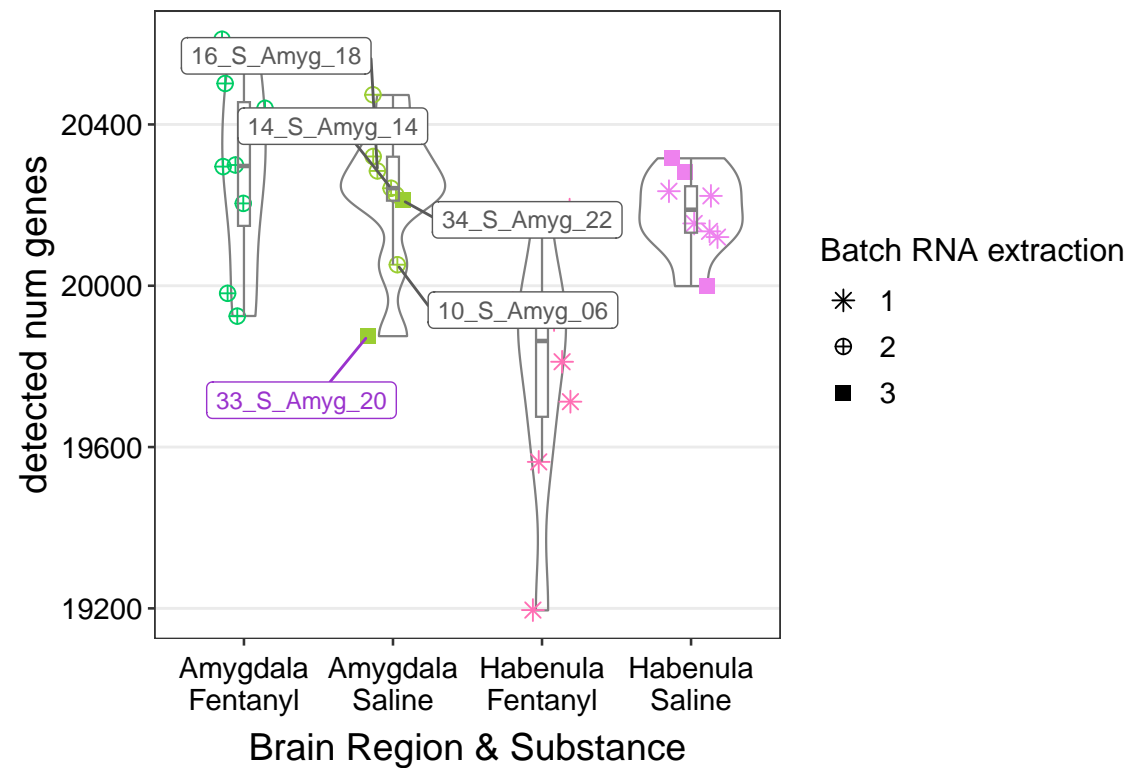 16_S_Amyg_18
14_S_Amyg_14
34_S_Amyg_22
10_S_Amyg_06
33_S_Amyg_20
detected num genes
20400
20000
19600
19200
Amygdala
Fentanyl
Amygdala
Saline
Habenula
Fentanyl
Habenula
Saline
Brain Region & Substance
Batch RNA extraction
1
2
3